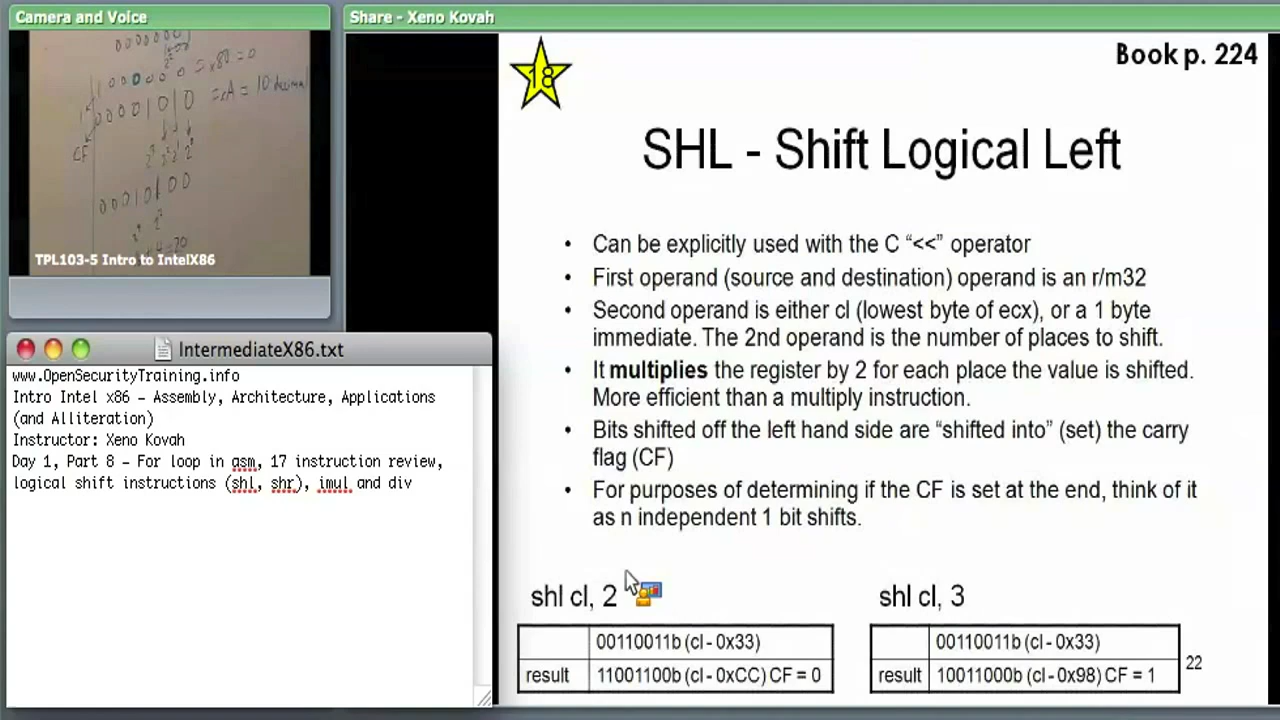 Camera and Voice
TPL103-5 Intro to IntelX86
IntermediateX86.txt
www.OpenSecurityTraining.info
Intro Intel x86 – Assembly, Architecture, Applications
(and Alliteration)
Instructor: Xeno Kovah
Day 1, Part 8 – For loop in asm, 17 instruction review,
logical shift instructions (shl, shr), imul and div
Share - Xeno Kovah
18
Book p. 224
SHL - Shift Logical Left
• Can be explicitly used with the C “<<” operator
• First operand (source and destination) operand is an r/m32
• Second operand is either cl (lowest byte of ecx), or a 1 byte
immediate. The 2nd operand is the number of places to shift.
• It multiplies the register by 2 for each place the value is shifted.
More efficient than a multiply instruction.
• Bits shifted off the left hand side are “shifted into” (set) the carry
flag (CF)
• For purposes of determining if the CF is set at the end, think of it
as n independent 1 bit shifts.
shl cl, 2
00110011b (cl - 0x33)
result 11001100b (cl - 0xCC) CF = 0
shl cl, 3
00110011b (cl - 0x33)
result 10011000b (cl - 0x98) CF = 1
22